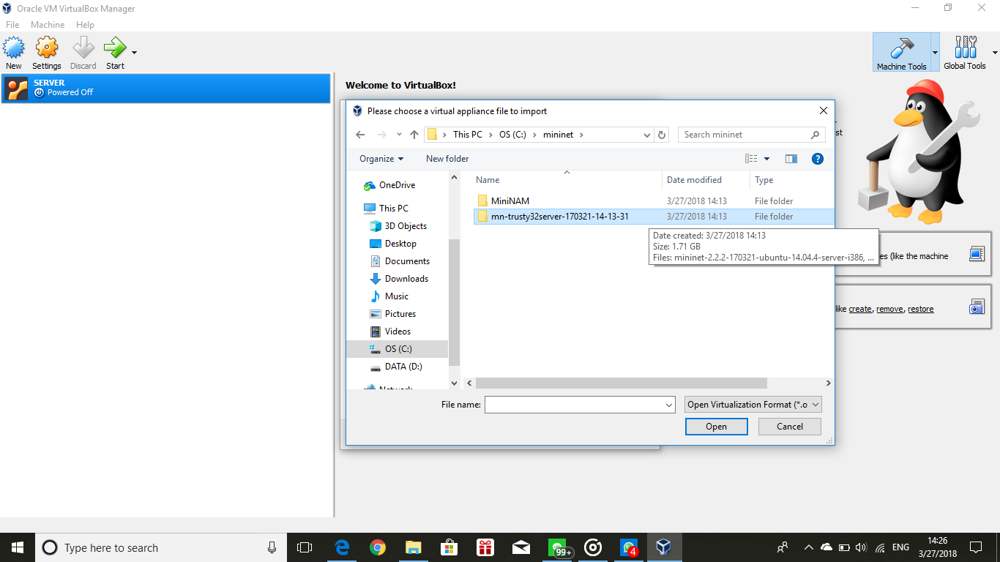 Oracle VM VirtualBox Manager
File Machine Help
New Settings Discard Start
Machine Tools Global Tools
SERVER
Powered Off
Welcome to VirtualBox!
Please choose a virtual appliance file to import
This PC OS (C:) mininet
Search mininet
st
Organize New folder
Name Date modified Type
OneDrive
This PC
3D Objects
Desktop
Documents
Downloads
Music
Pictures
Videos
OS (C:)
DATA (D:)
Network
MiniNAM 3/27/2018 14:13 File folder
mn-trusty32server-170321-14-13-31 3/27/2018 14:13 File folder
Date created: 3/27/2018 14:13
Size: 1.71 GB
Files: mininet-2.2.2-170321-ubuntu-14.04.4-server-i386, ...
es (like the machine
like create, remove, restore
File name:
Open Virtualization Format (*.o
Open Cancel
Type here to search
99+
4
ENG
14:26
3/27/2018